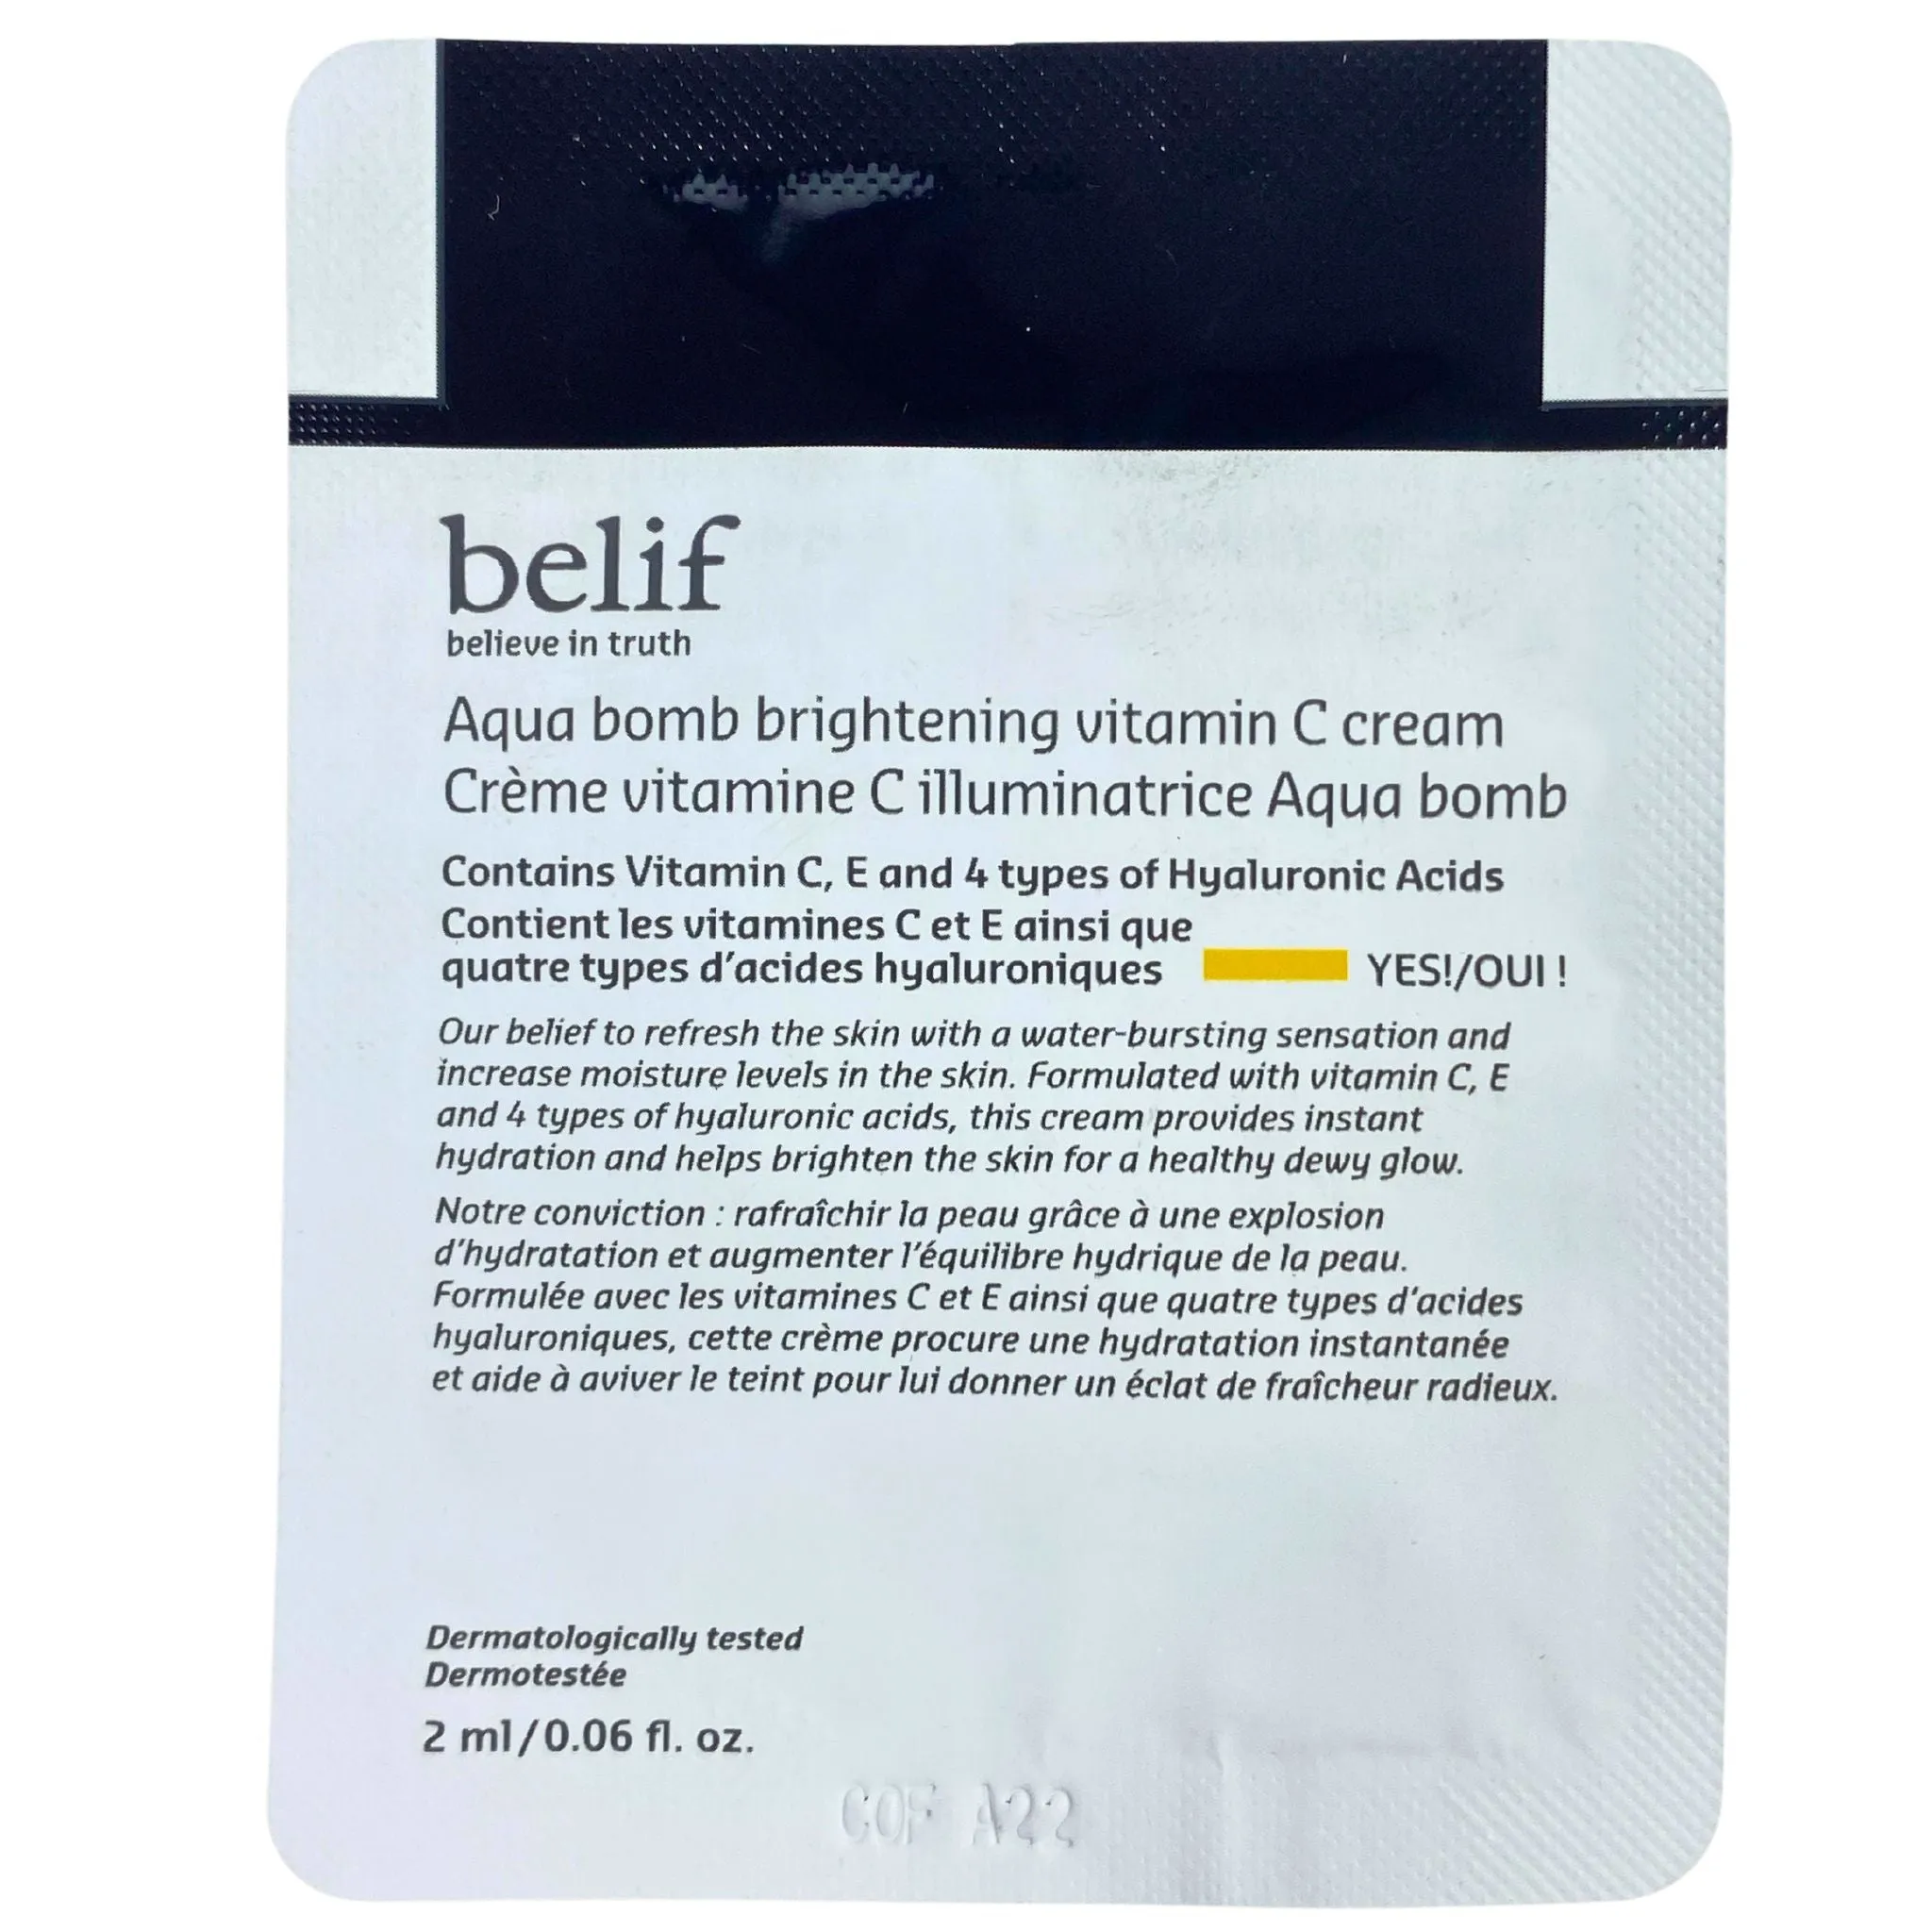 belif
believe in truth
Aqua bomb brightening vitamin C cream
Crème vitamine C illuminatrice Aqua bomb
Contains Vitamin C, E and 4 types of Hyaluronic Acids
Contient les vitamines C et E ainsi que
quatre types d'acides hyaluroniques YES!/OUI !
Our belief to refresh the skin with a water-bursting sensation and
increase moisture levels in the skin. Formulated with vitamin C, E
and 4 types of hyaluronic acids, this cream provides instant
hydration and helps brighten the skin for a healthy dewy glow.
Notre conviction : rafraîchir la peau grâce à une explosion
d'hydratation et augmenter l'équilibre hydrique de la peau.
Formulée avec les vitamines C et E ainsi que quatre types d'acides
hyaluroniques, cette crème procure une hydratation instantanée
et aide à aviver le teint pour lui donner un éclat de fraîcheur radieux.
Dermatologically tested
Dermotestée
2 ml/0.06 fl. oz.
COF A22